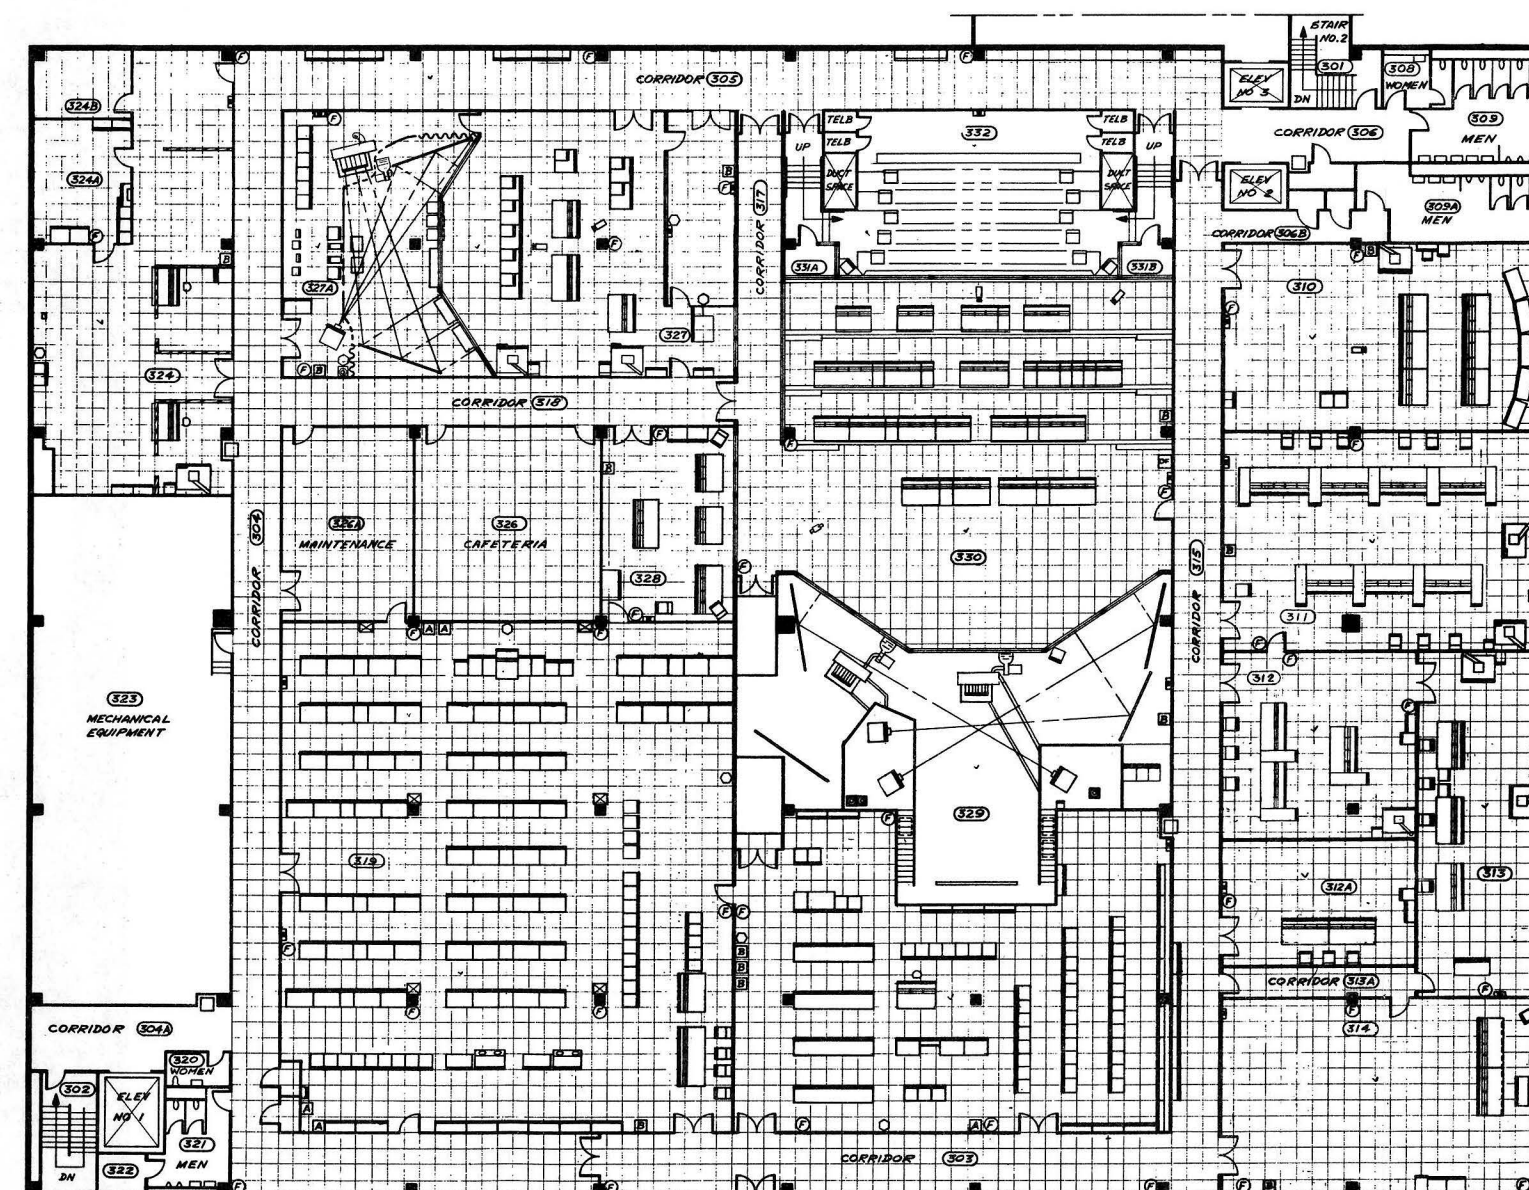 STAIR
NO. 2
301
DN
308
WOMEN
ELEV
NO 3
CORRIDOR 305
324B
TELB
TELB
332
TELB
TELB
UP
UP
CORRIDOR 306
309
MEN
324A
DUCT
SPACE
DUCT
SPACE
ELEV
NO 2
309A
MEN
CORRIDOR 317
CORRIDOR 306B
331A
331B
327A
310
327
324
CORRIDOR 318
326A
MAINTENANCE
326
CAFETERIA
328
330
CORRIDOR 304
CORRIDOR 315
311
312
323
MECHANICAL
EQUIPMENT
329
319
312A
313
CORRIDOR 313A
CORRIDOR 304A
314
320
WOMEN
302
ELEV
NO 1
321
MEN
322
DN
CORRIDOR 303